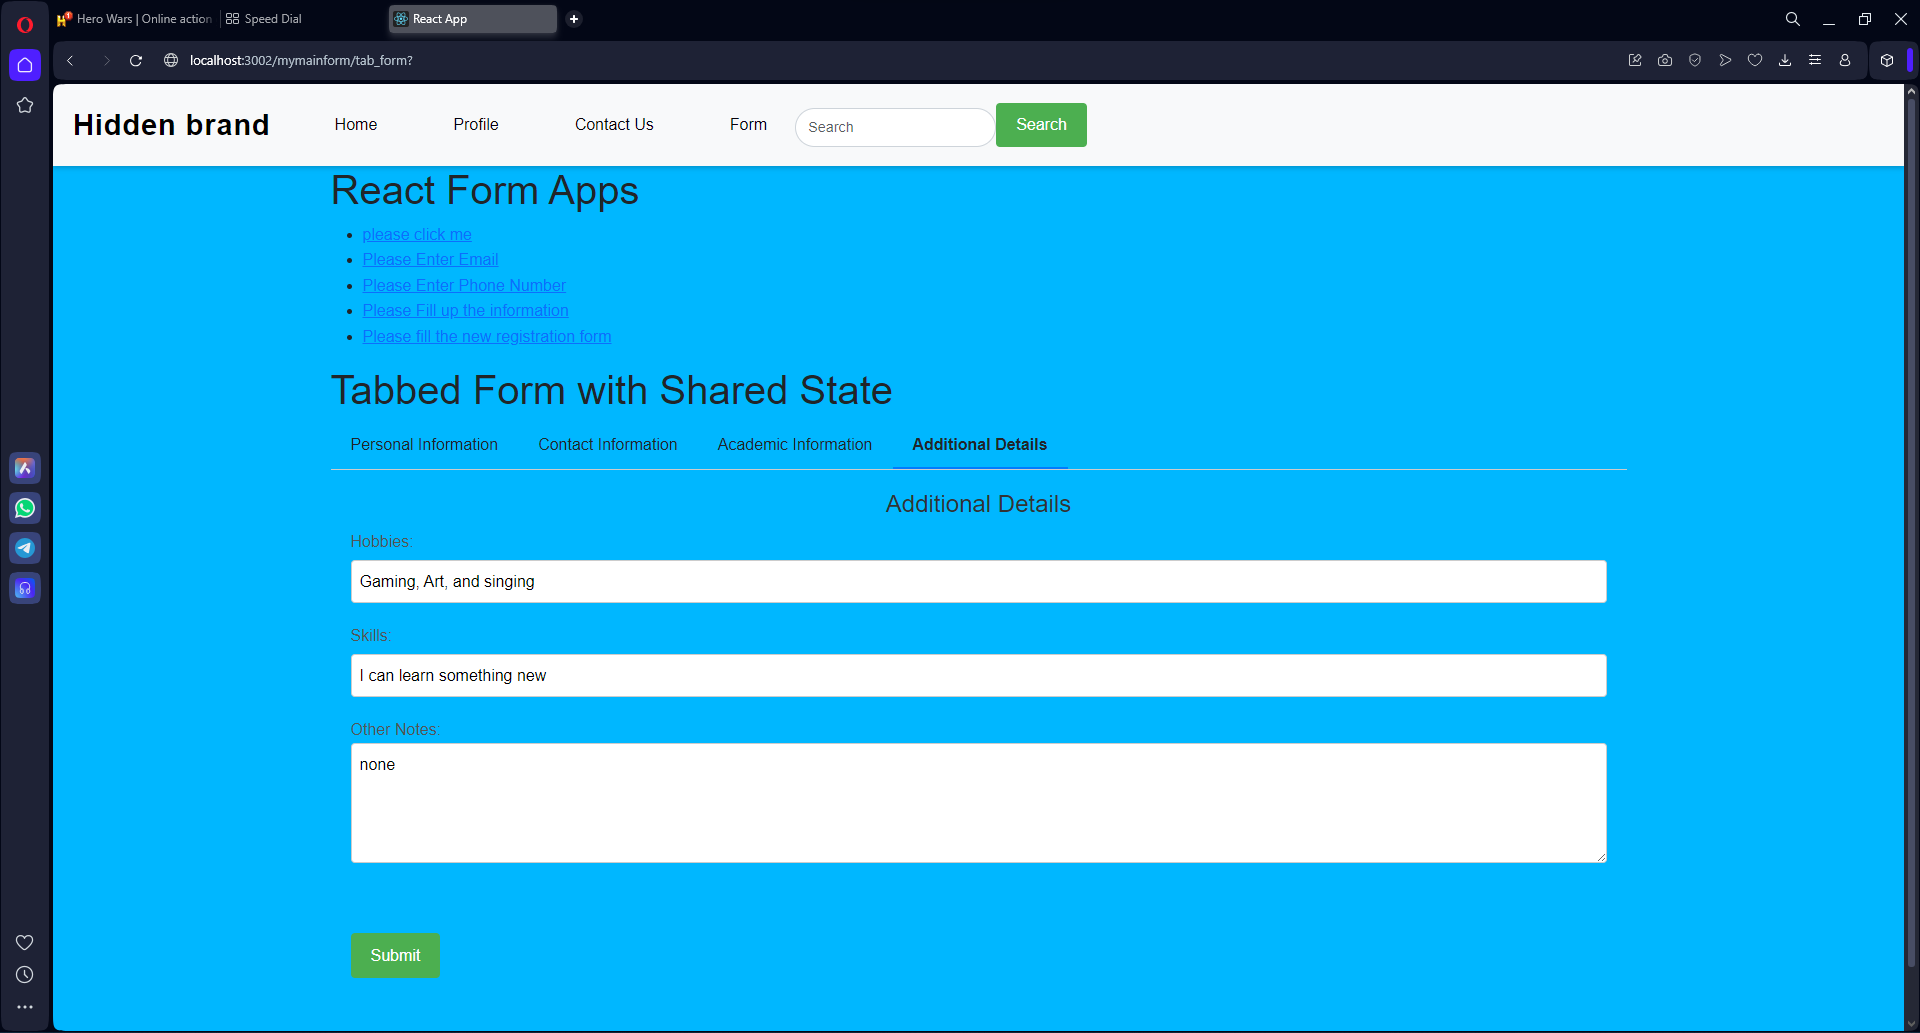 Hero Wars | Online action
Speed Dial
React App
localhost:3002/mymainform/tab_form?
Hidden brand
Home
Profile
Contact Us
Form
Search
Search
React Form Apps
please click me
Please Enter Email
Please Enter Phone Number
Please Fill up the information
Please fill the new registration form
Tabbed Form with Shared State
Personal Information
Contact Information
Academic Information
Additional Details
Additional Details
Hobbies:
Gaming, Art, and singing
Skills:
I can learn something new
Other Notes:
none
Submit